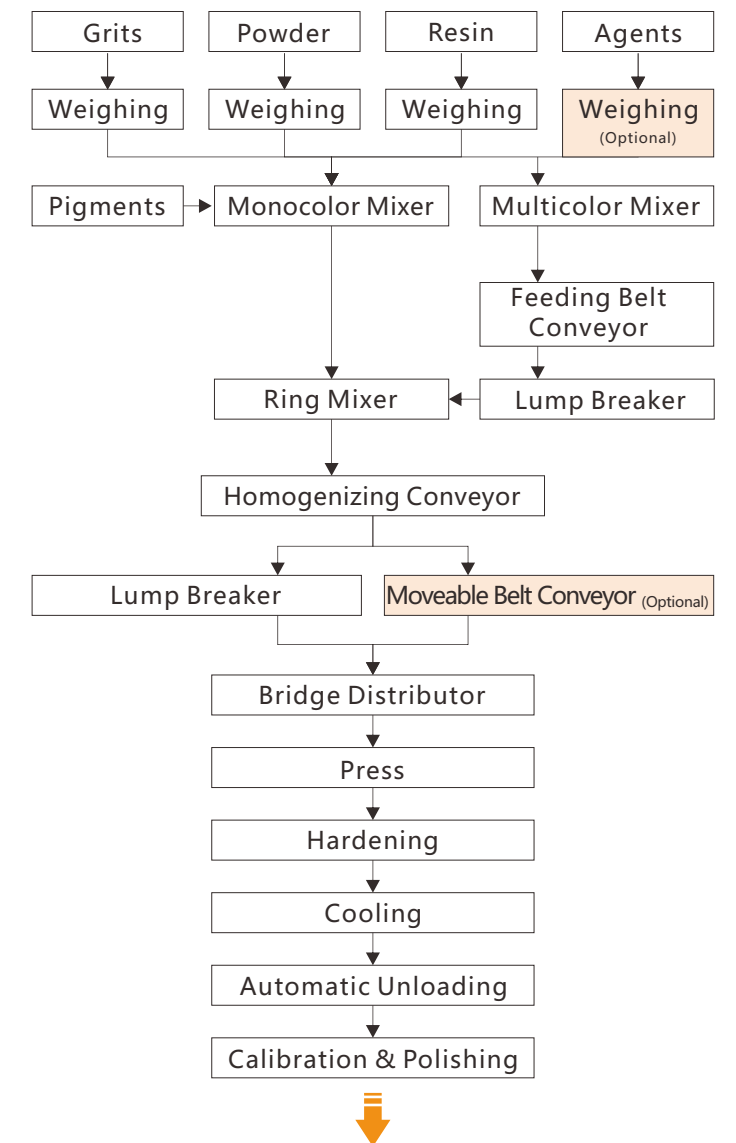 Grits
Powder
Resin
Agents
Weighing
Weighing
Weighing
Weighing
(Optional)
Pigments
Monocolor Mixer
Multicolor Mixer
Feeding Belt
Conveyor
Ring Mixer
Lump Breaker
Homogenizing Conveyor
Lump Breaker
Moveable Belt Conveyor (Optional)
Bridge Distributor
Press
Hardening
Cooling
Automatic Unloading
Calibration & Polishing